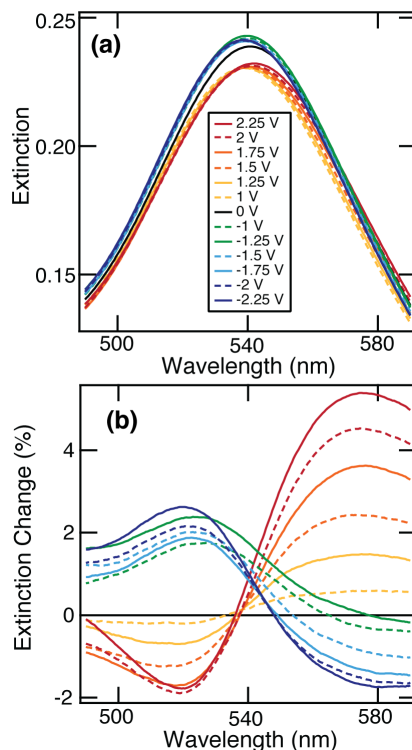 (a)
0.25
0.20
0.15
Extinction
2.25 V
2 V
1.75 V
1.5 V
1.25 V
1 V
0 V
-1 V
-1.25 V
-1.5 V
-1.75 V
-2 V
-2.25 V
500
540
580
Wavelength (nm)
(b)
4
2
0
-2
Extinction Change (%)
500
540
580
Wavelength (nm)